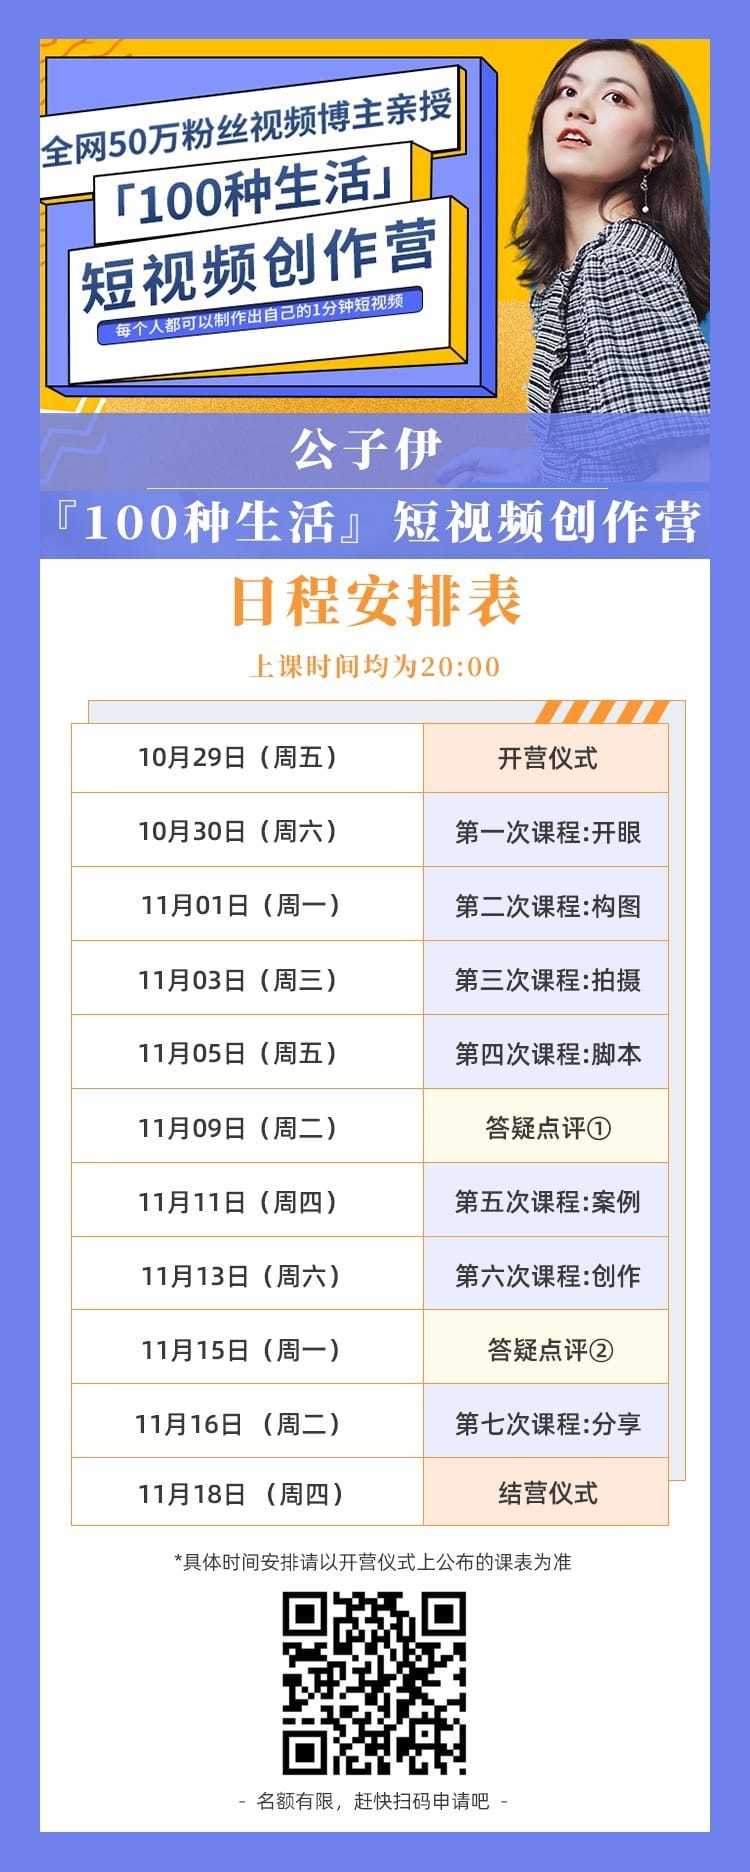 全网50万粉丝视频博主亲授
「100种生活」
短视频创作营
每个人都可以制作出自己的1分钟短视频
公子伊
『100种生活』短视频创作营
日程安排表
上课时间均为20:00
10月29日（周五） 开营仪式
10月30日（周六） 第一次课程:开眼
11月01日（周一） 第二次课程:构图
11月03日（周三） 第三次课程:拍摄
11月05日（周五） 第四次课程:脚本
11月09日（周二） 答疑点评①
11月11日（周四） 第五次课程:案例
11月13日（周六） 第六次课程:创作
11月15日（周一） 答疑点评②
11月16日 （周二） 第七次课程:分享
11月18日 （周四） 结营仪式
*具体时间安排请以开营仪式上公布的课表为准
- 名额有限，赶快扫码申请吧 -